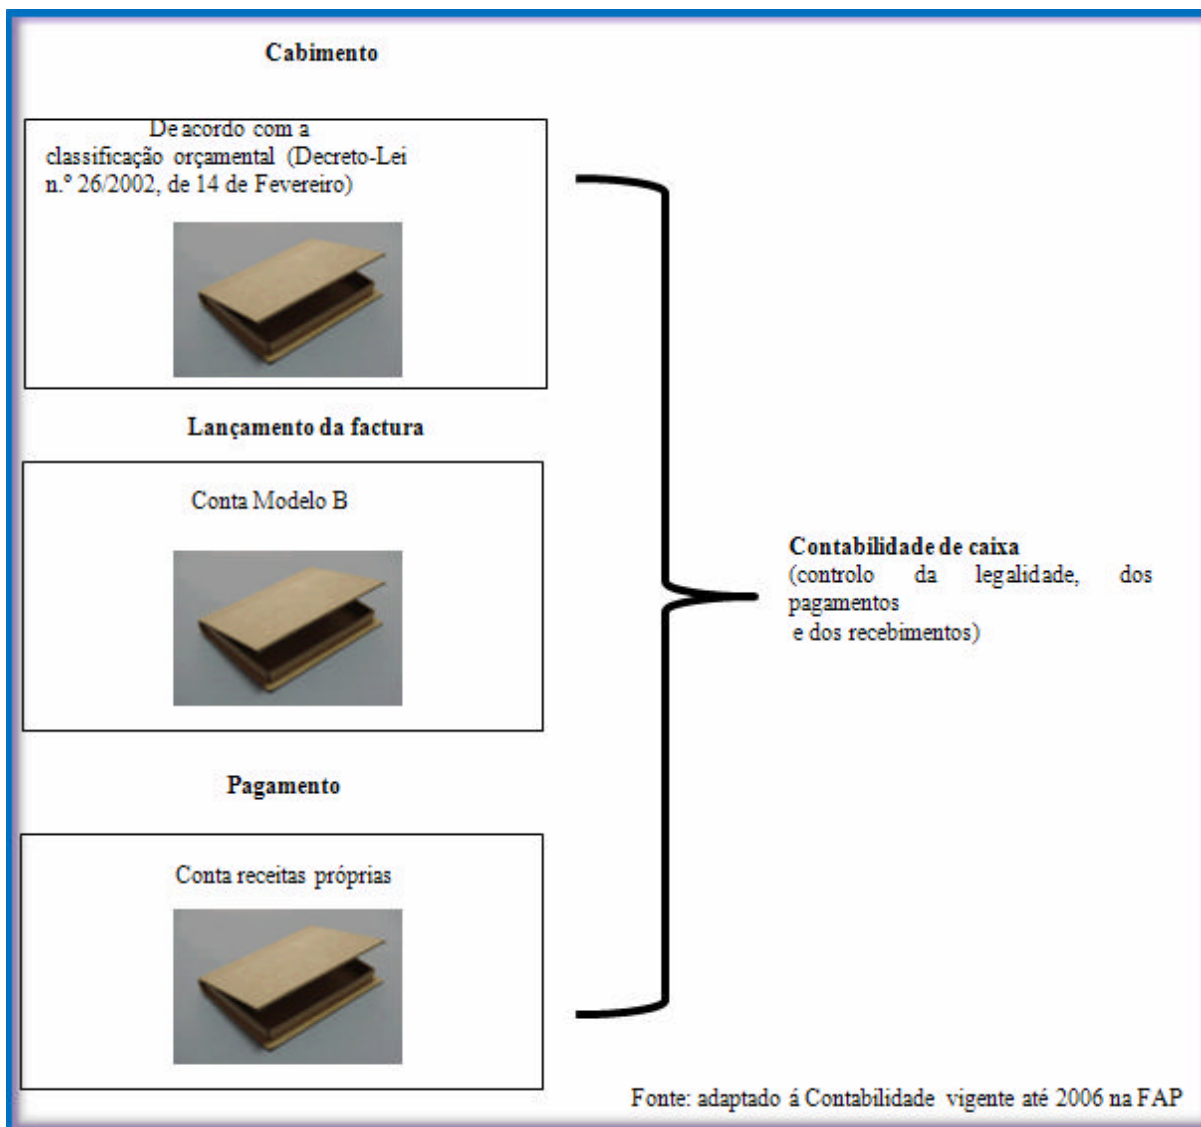 Cabimento
De acordo com a
classificação orçamental (Decreto-Lei
n.º 26/2002, de 14 de Fevereiro)
Lançamento da factura
Conta Modelo B
Pagamento
Conta receitas próprias
Contabilidade de caixa
(controlo da legalidade, dos
pagamentos
e dos recebimentos)
Fonte: adaptado á Contabilidade vigente até 2006 na FAP